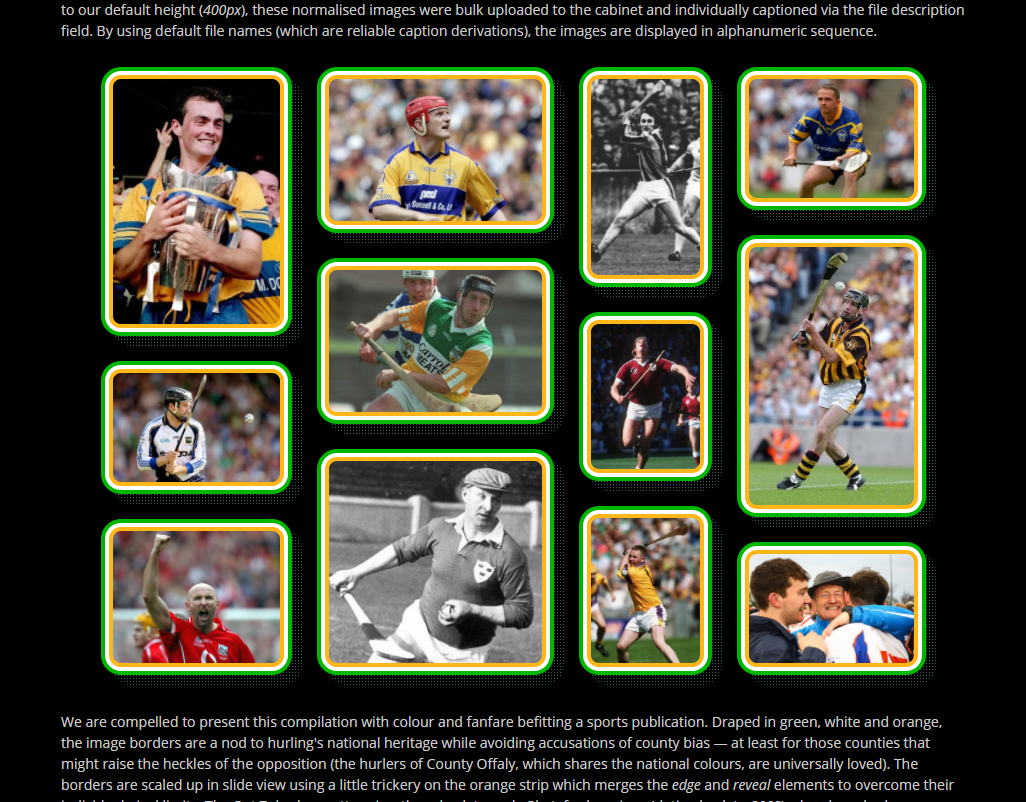 to our default height (400px), these normalised images were bulk uploaded to the cabinet and individually captioned via the file description
field. By using default file names (which are reliable caption derivations), the images are displayed in alphanumeric sequence.
M. DO
Donnell & Co. Lt
Carroll
MEATS
We are compelled to present this compilation with colour and fanfare befitting a sports publication. Draped in green, white and orange,
the image borders are a nod to hurling's national heritage while avoiding accusations of county bias — at least for those counties that
might raise the heckles of the opposition (the hurlers of County Offaly, which shares the national colours, are universally loved). The
borders are scaled up in slide view using a little trickery on the orange strip which merges the edge and reveal elements to overcome their